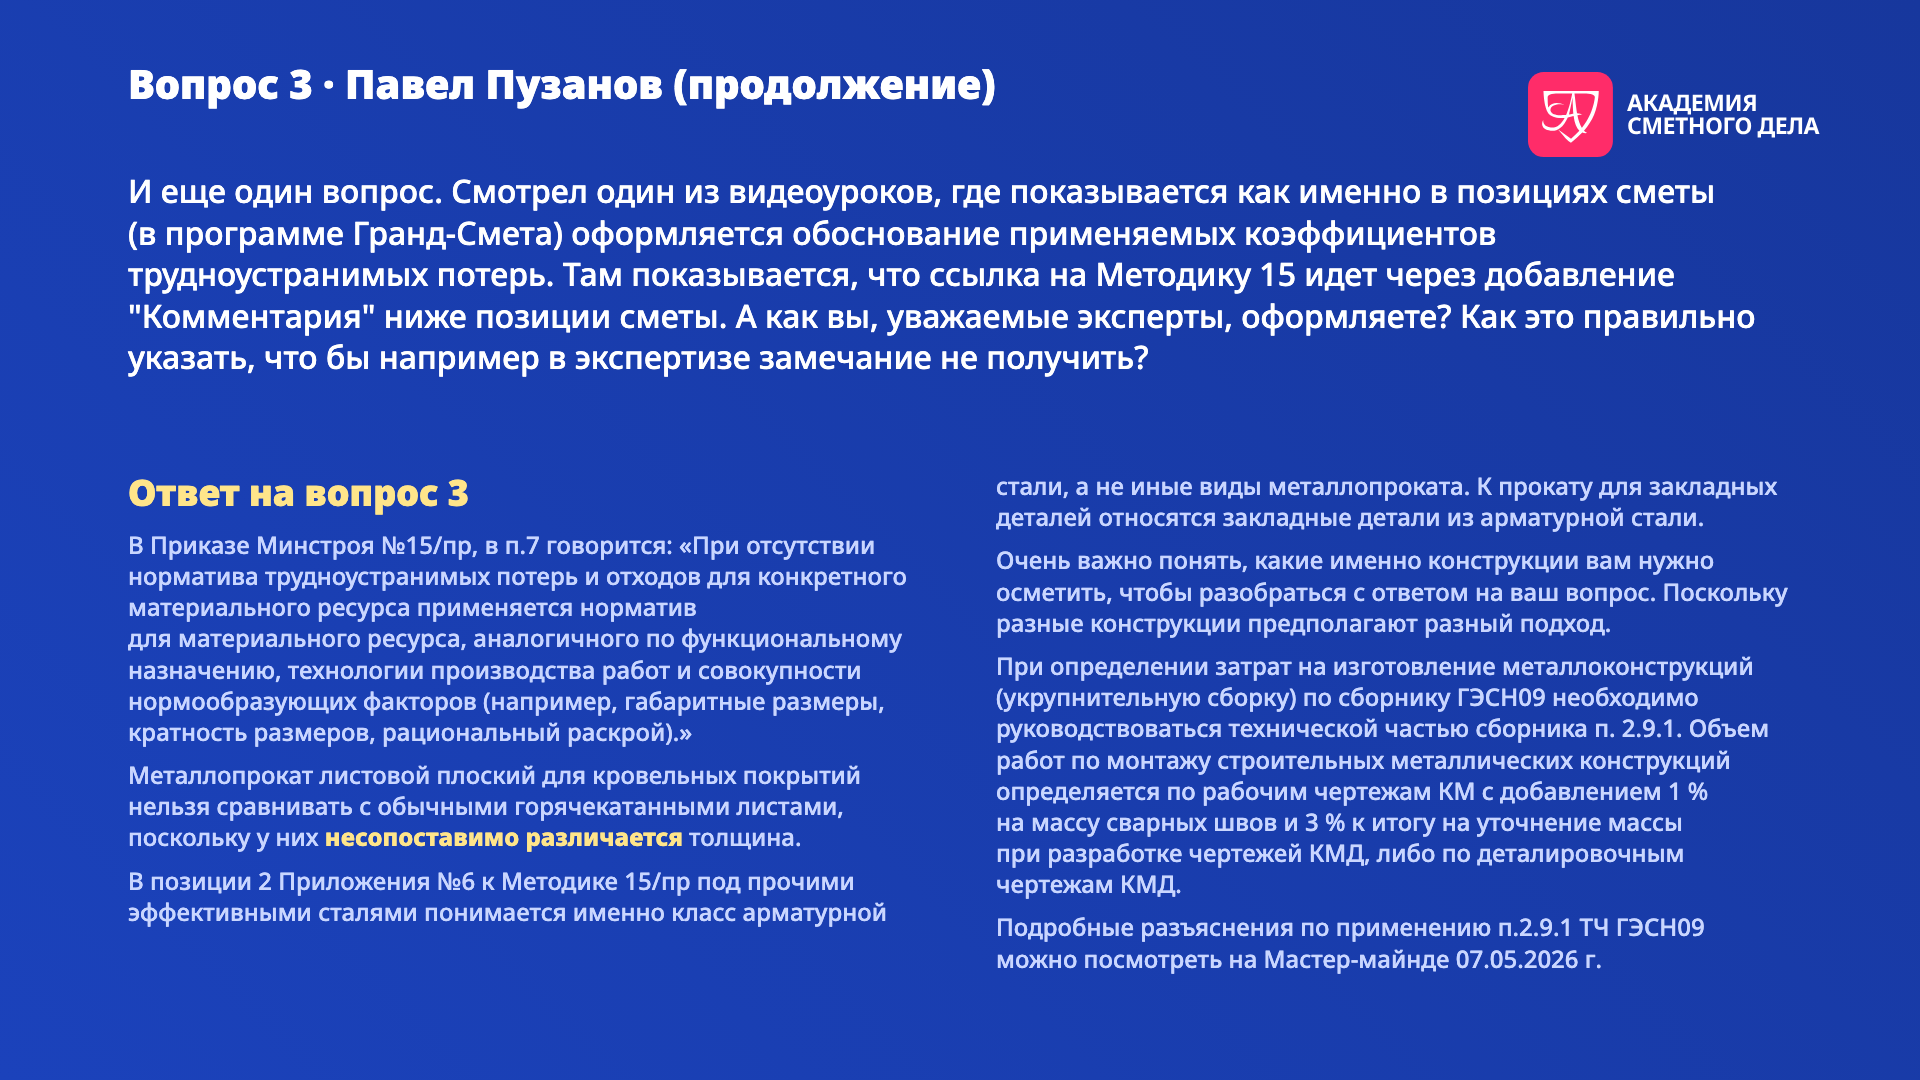 Вопрос 3 · Павел Пузанов (продолжение)
АКАДЕМИЯ
СМЕТНОГО ДЕЛА
И еще один вопрос. Смотрел один из видеоуроков, где показывается как именно в позициях сметы
(в программе Гранд-Смета) оформляется обоснование применяемых коэффициентов
трудноустранимых потерь. Там показывается, что ссылка на Методику 15 идет через добавление
"Комментария" ниже позиции сметы. А как вы, уважаемые эксперты, оформляете? Как это правильно
указать, что бы например в экспертизе замечание не получить?
Ответ на вопрос 3
В Приказе Минстроя №15/пр, в п.7 говорится: «При отсутствии
норматива трудноустранимых потерь и отходов для конкретного
материального ресурса применяется норматив
для материального ресурса, аналогичного по функциональному
назначению, технологии производства работ и совокупности
нормообразующих факторов (например, габаритные размеры,
кратность размеров, рациональный раскрой).»
Металлопрокат листовой плоский для кровельных покрытий
нельзя сравнивать с обычными горячекатанными листами,
поскольку у них несопоставимо различается толщина.
В позиции 2 Приложения №6 к Методике 15/пр под прочими
эффективными сталями понимается именно класс арматурной
стали, а не иные виды металлопроката. К прокату для закладных
деталей относятся закладные детали из арматурной стали.
Очень важно понять, какие именно конструкции вам нужно
осметить, чтобы разобраться с ответом на ваш вопрос. Поскольку
разные конструкции предполагают разный подход.
При определении затрат на изготовление металлоконструкций
(укрупнительную сборку) по сборнику ГЭСН09 необходимо
руководствоваться технической частью сборника п. 2.9.1. Объем
работ по монтажу строительных металлических конструкций
определяется по рабочим чертежам КМ с добавлением 1 %
на массу сварных швов и 3 % к итогу на уточнение массы
при разработке чертежей КМД, либо по деталировочным
чертежам КМД.
Подробные разъяснения по применению п.2.9.1 ТЧ ГЭСН09
можно посмотреть на Мастер-майнде 07.05.2026 г.